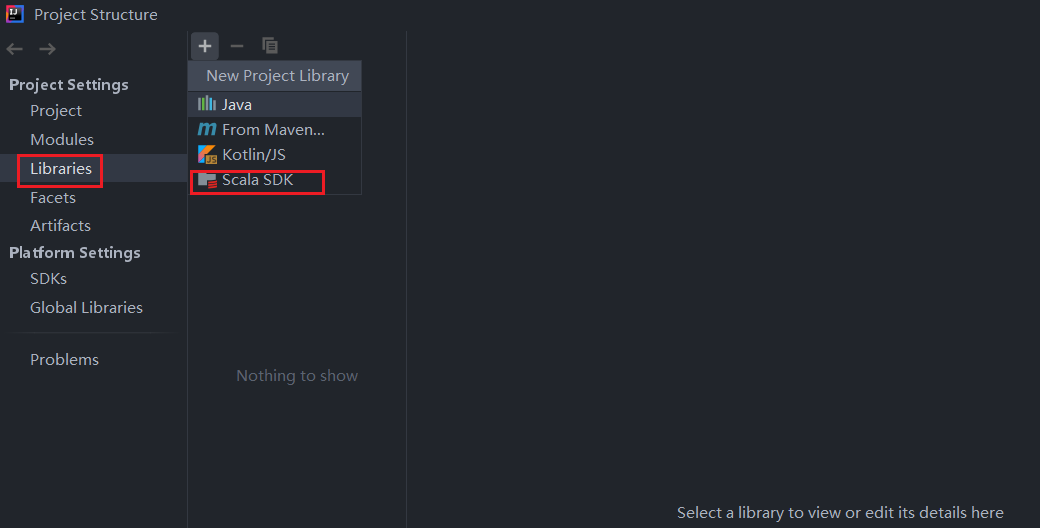 Project Structure
Project Settings
Project
Modules
Libraries
Facets
Artifacts
Platform Settings
SDKs
Global Libraries
Problems
New Project Library
Java
From Maven...
Kotlin/JS
Scala SDK
Nothing to show
Select a library to view or edit its details here